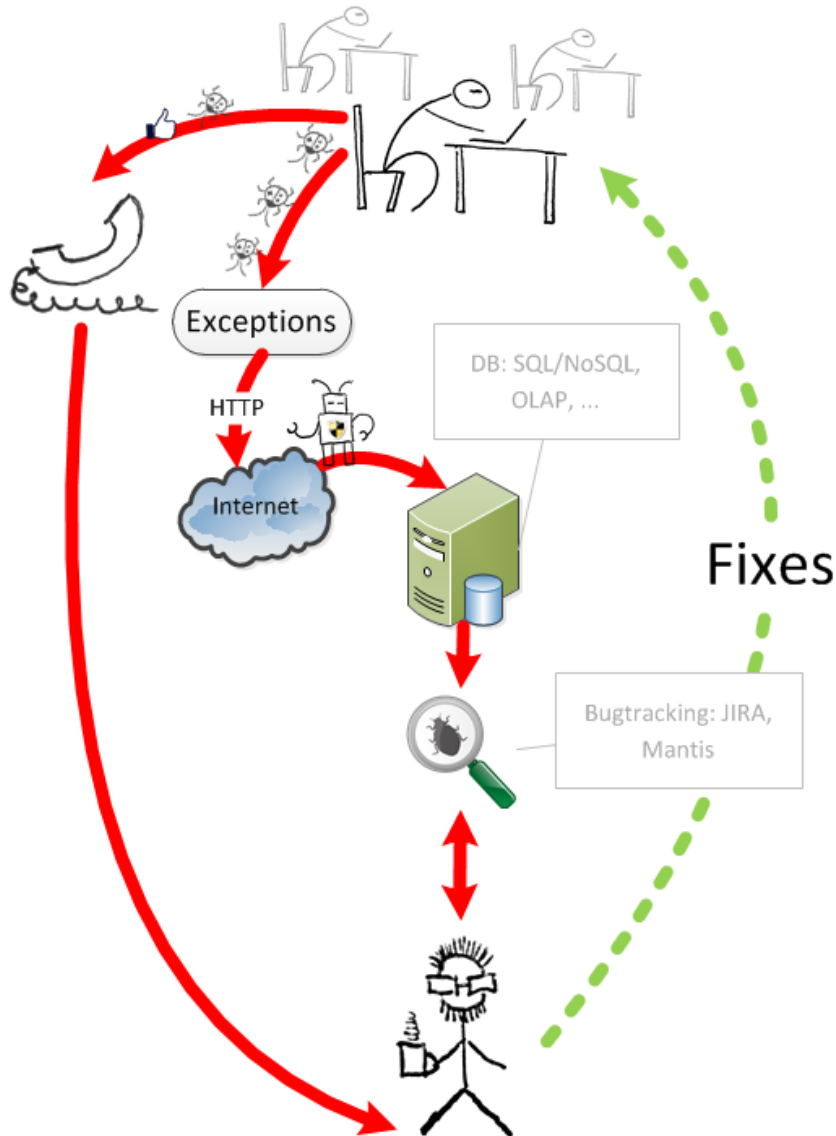 Exceptions
HTTP
DB: SQL/NoSQL,
OLAP, ...
Internet
Fixes
Bugtracking: JIRA,
Mantis